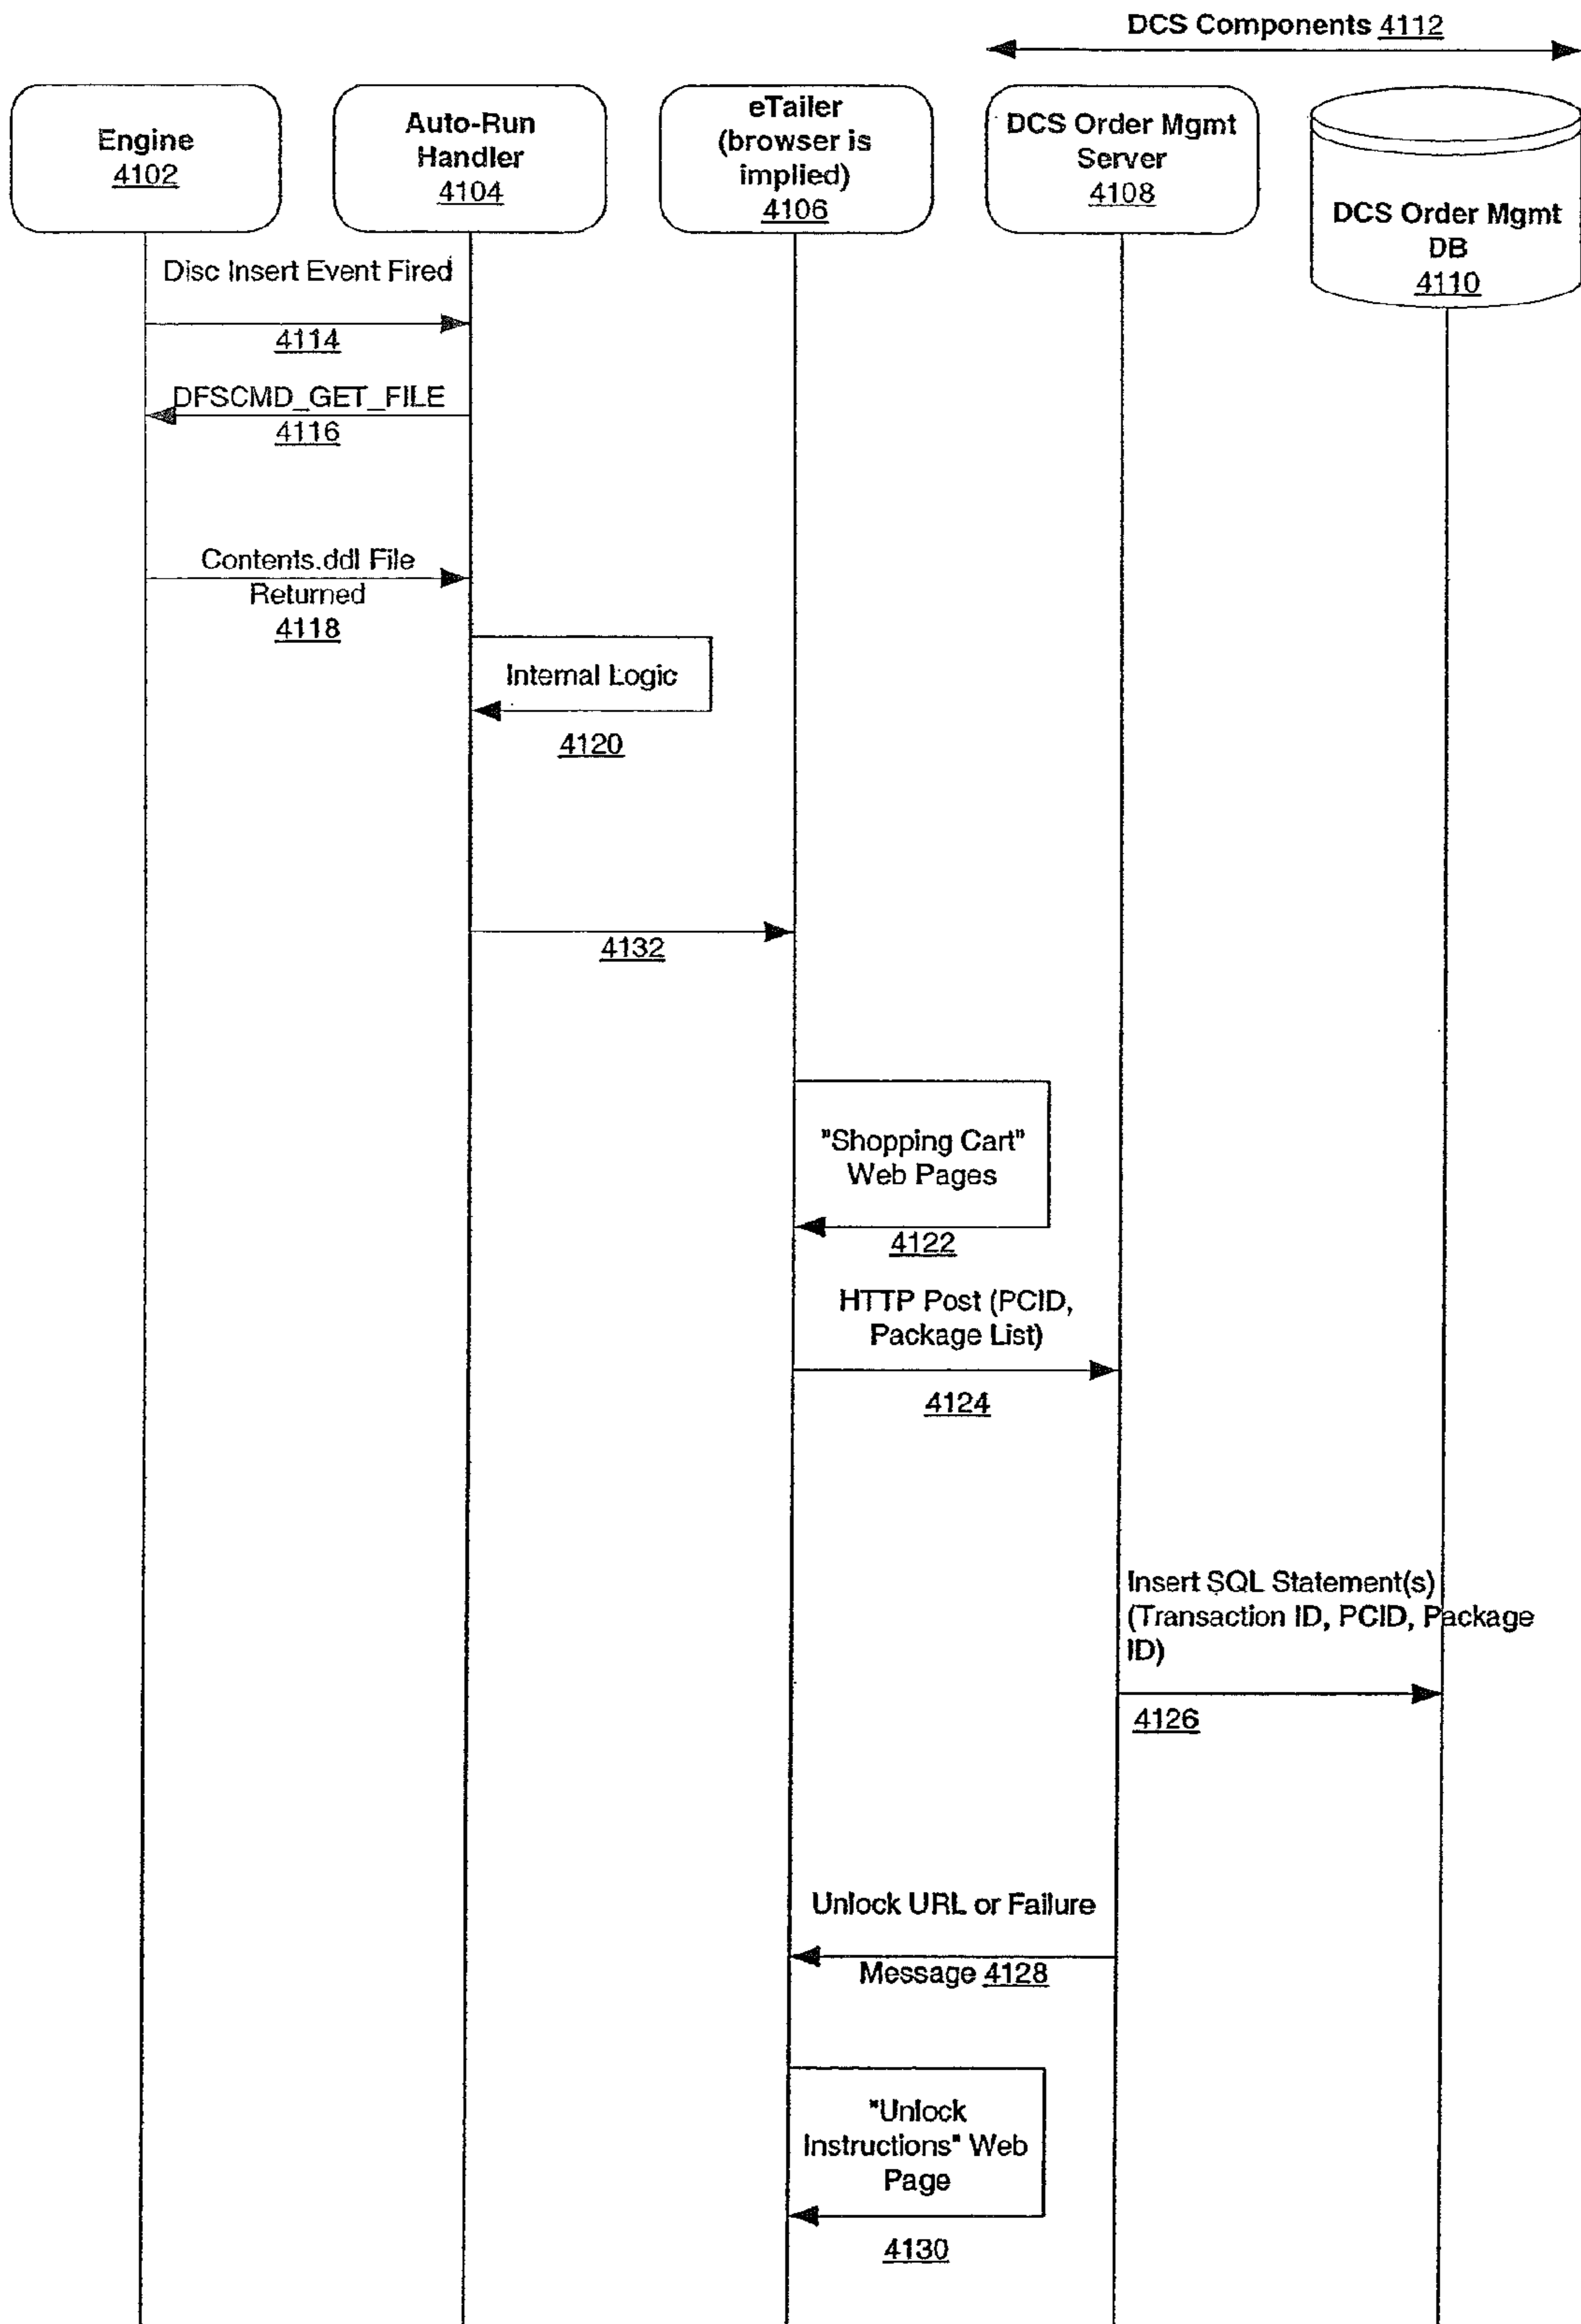 DCS Components 4112
Engine
4102
Auto-Run
Handler
4104
eTailer
(browser is
implied)
4106
DCS Order Mgmt
Server
4108
DCS Order Mgmt
DB
4110
Disc Insert Event Fired
4114
DFSCMD_GET_FILE
4116
Contents.ddl File
Returned
4118
Internal Logic
4120
4132
"Shopping Cart"
Web Pages
4122
HTTP Post (PCID,
Package List)
4124
Insert SQL Statement(s)
(Transaction ID, PCID, Package
ID)
4126
Unlock URL or Failure
Message 4128
"Unlock
Instructions" Web
Page
4130